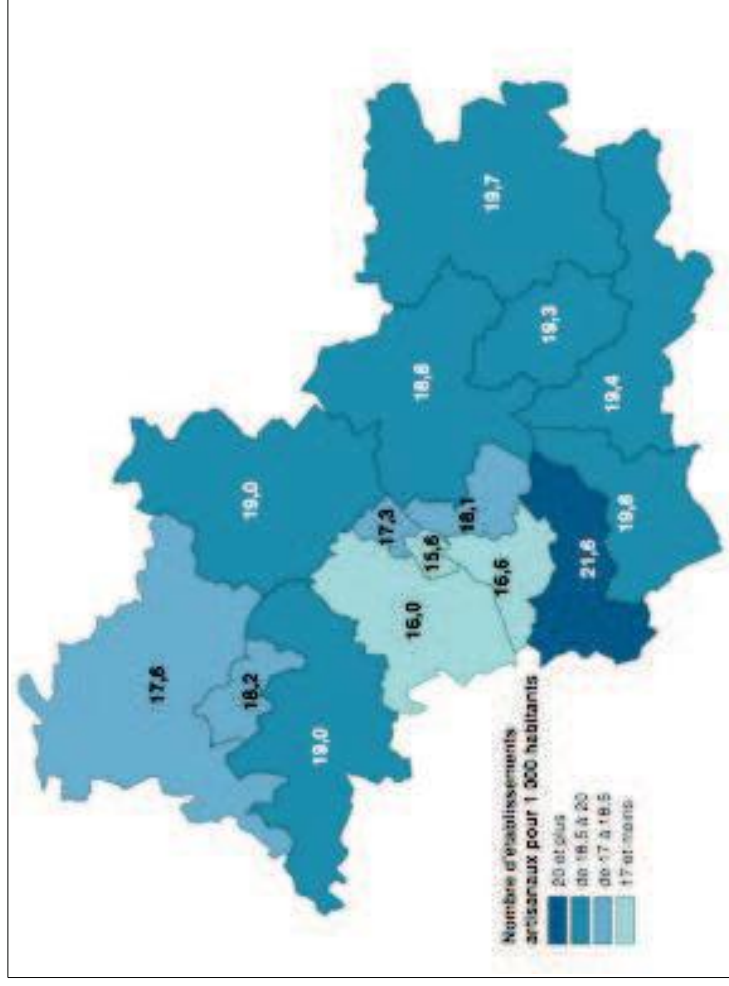 17,6
18,2
19,0
19,0
16,0
17,3
15,6
18,1
16,6
18,8
19,7
19,3
19,4
19,8
21,6
Nombre d'établissements
artisanaux pour 1 000 habitants
20 et plus
de 18.5 à 20
de 17 à 18.5
17 et moins